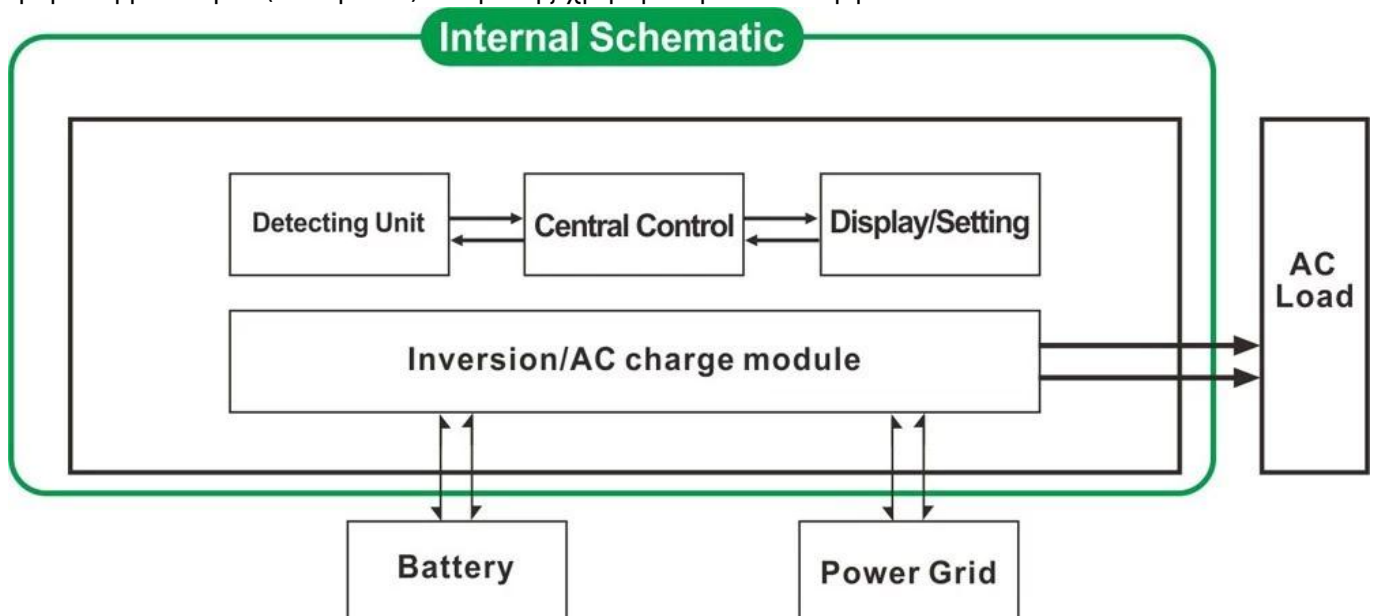 Internal Schematic
Detecting Unit
Central Control
Display/Setting
AC
Load
Inversion/AC charge module
Battery
Power Grid